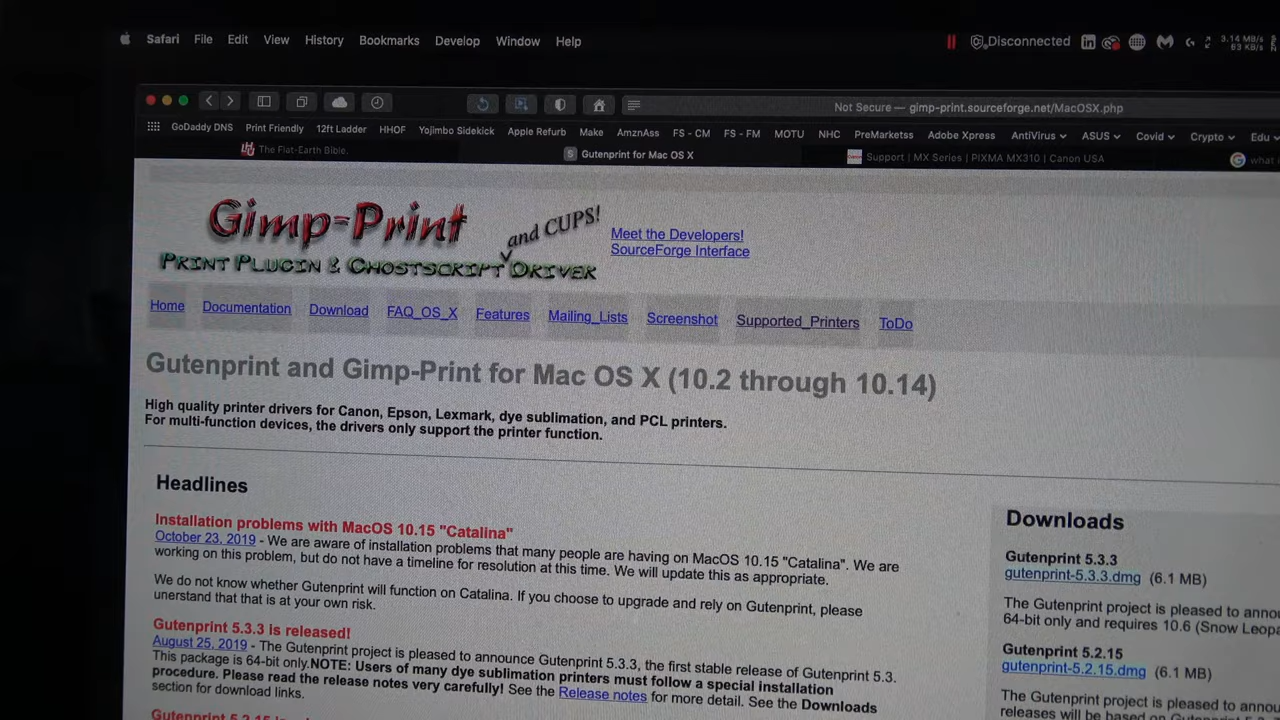 Safari File Edit View History Bookmarks Develop Window Help
Disconnected
3.14 MB/s
63 KB/s
Not Secure — gimp-print.sourceforge.net/MacOSX.php
GoDaddy DNS Print Friendly 12ft Ladder HHOF Yojimbo Sidekick Apple Refurb Make AmznAss FS - CM FS - FM MOTU NHC PreMarketss Adobe Xpress AntiVirus ASUS Covid Crypto Edu
The Flat-Earth Bible.
Gutenprint for Mac OS X
Support | MX Series | PIXMA MX310 | Canon USA
what
Gimp-Print
and CUPS!
Print Plugin & Ghostscript Driver
Meet the Developers!
SourceForge Interface
Home Documentation Download FAQ_OS_X Features Mailing_Lists Screenshot Supported_Printers ToDo
Gutenprint and Gimp-Print for Mac OS X (10.2 through 10.14)
High quality printer drivers for Canon, Epson, Lexmark, dye sublimation, and PCL printers.
For multi-function devices, the drivers only support the printer function.
Headlines
Installation problems with MacOS 10.15 "Catalina"
October 23, 2019 - We are aware of installation problems that many people are having on MacOS 10.15 "Catalina". We are
working on this problem, but do not have a timeline for resolution at this time. We will update this as appropriate.
We do not know whether Gutenprint will function on Catalina. If you choose to upgrade and rely on Gutenprint, please
unerstand that that is at your own risk.
Gutenprint 5.3.3 is released!
August 25, 2019 - The Gutenprint project is pleased to announce Gutenprint 5.3.3, the first stable release of Gutenprint 5.3.
This package is 64-bit only.NOTE: Users of many dye sublimation printers must follow a special installation
procedure. Please read the release notes very carefully! See the Release notes for more detail. See the Downloads
section for download links.
Downloads
Gutenprint 5.3.3
gutenprint-5.3.3.dmg (6.1 MB)
The Gutenprint project is pleased to anno
64-bit only and requires 10.6 (Snow Leopa
Gutenprint 5.2.15
gutenprint-5.2.15.dmg (6.1 MB)
The Gutenprint project is pleased to annou
releases will be based on Gutenprint